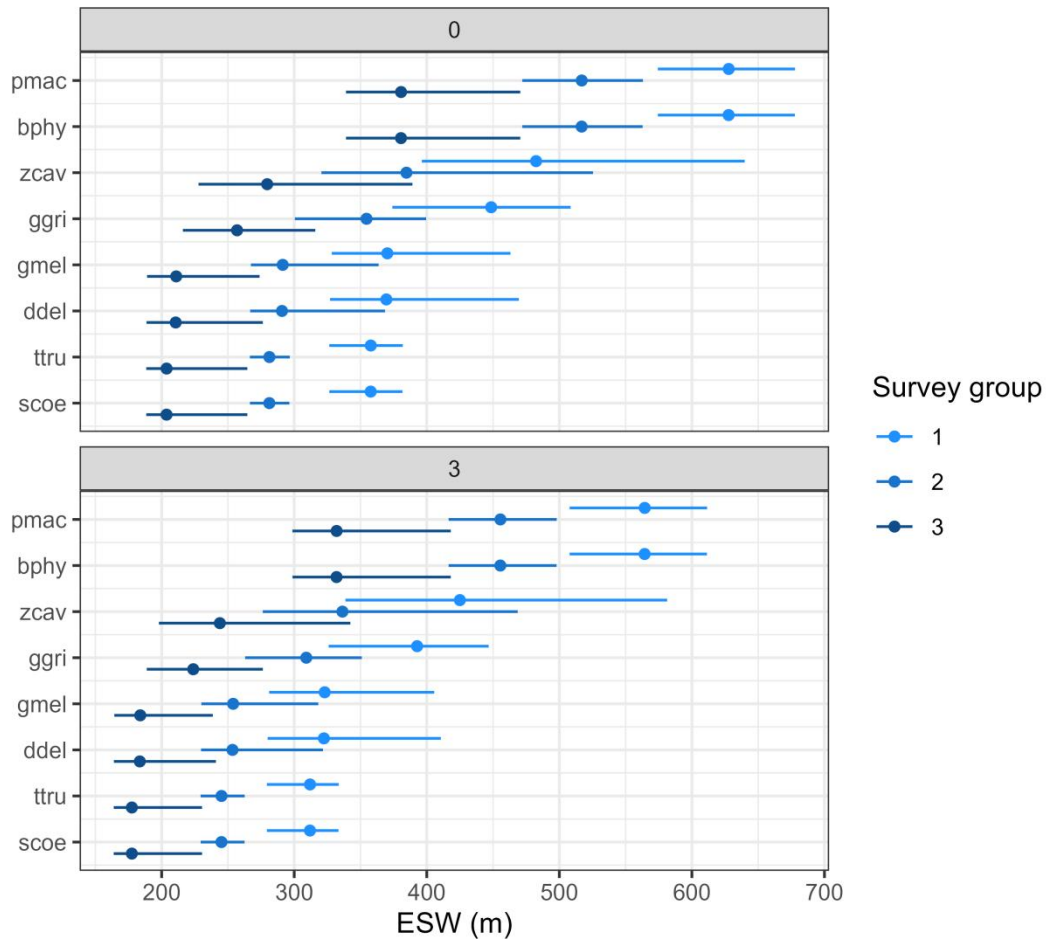 0
pmac
bphy
zcav
ggri
gmel
ddel
ttru
scoe
3
pmac
bphy
zcav
ggri
gmel
ddel
ttru
scoe
200 300 400 500 600 700
ESW (m)
Survey group
1
2
3